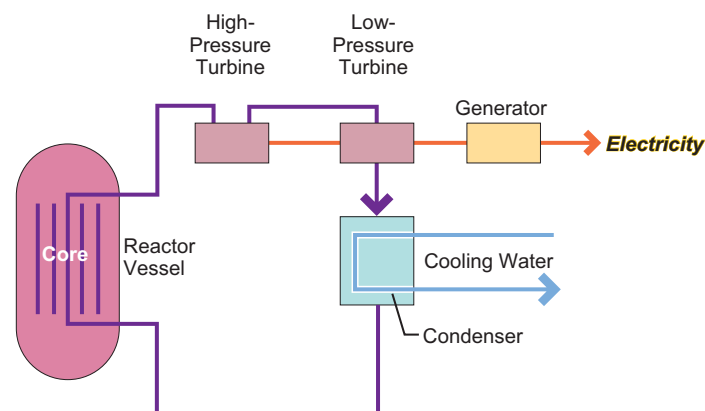 High-
Pressure
Turbine
Low-
Pressure
Turbine
Generator
Electricity
Core
Reactor
Vessel
Cooling Water
Condenser